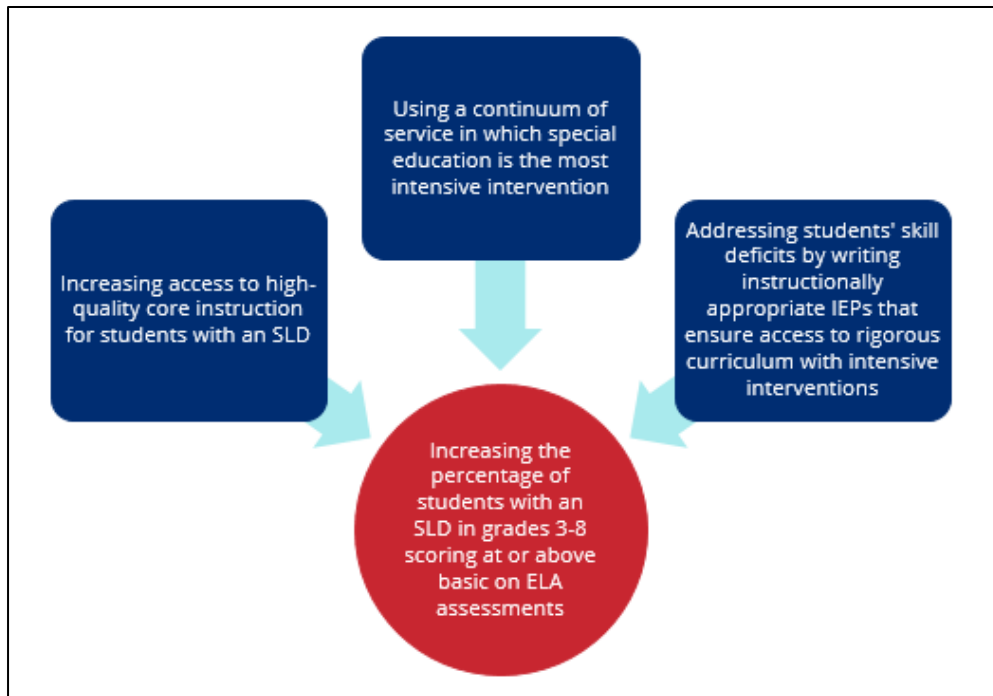 Using a continuum of
service in which special
education is the most
intensive intervention
Increasing access to high-
quality core instruction
for students with an SLD
Addressing students' skill
deficits by writing
instructionally
appropriate IEPs that
ensure access to rigorous
curriculum with intensive
interventions
Increasing the
percentage of
students with an
SLD in grades 3-8
scoring at or above
basic on ELA
assessments